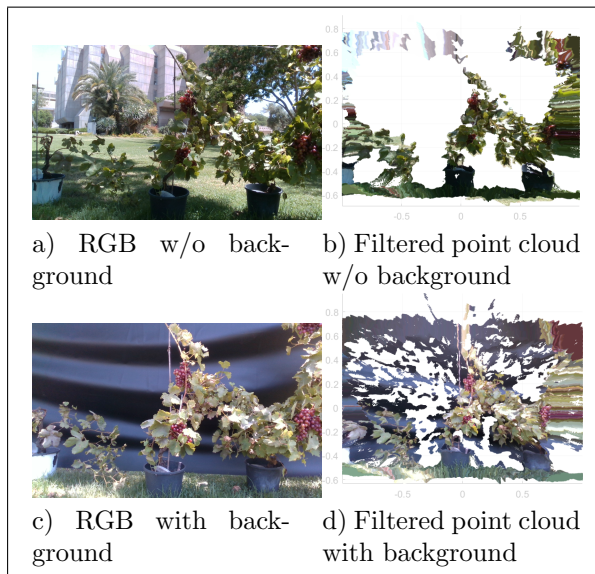 0.8
0.6
0.4
0.2
0
-0.2
-0.4
-0.6
-0.5
0
0.5
a) RGB w/o back-
ground
b) Filtered point cloud
w/o background
0.8
0.6
0.4
0.2
0
-0.2
-0.4
-0.6
-0.5
0
0.5
c) RGB with back-
ground
d) Filtered point cloud
with background